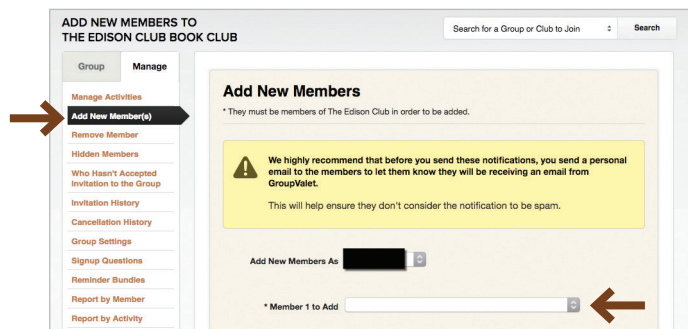 ADD NEW MEMBERS TO
THE EDISON CLUB BOOK CLUB
Search for a Group or Club to Join
Search
Group
Manage
Manage Activities
Add New Member(s)
Remove Member
Hidden Members
Who Hasn't Accepted
Invitation to the Group
Invitation History
Cancellation History
Group Settings
Signup Questions
Reminder Bundles
Report by Member
Report by Activity
Add New Members
* They must be members of The Edison Club in order to be added.
We highly recommend that before you send these notifications, you send a personal
email to the members to let them know they will be receiving an email from
GroupValet.
This will help ensure they don't consider the notification to be spam.
Add New Members As
* Member 1 to Add